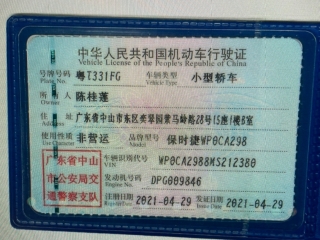 中华人民共和国机动车行驶证
Vehicle License of the People's Republic of China
号牌号码 粤T331FG 车辆类型 小型轿车
Plate No. Vehicle Type
所有人 陈桂蓬
Owner
住址 广东省中山市东区奕翠园紫马岭路28号15座1楼B室
Address
使用性质 非营运 品牌型号 保时捷WP0CA298
Use Character Model
广东省中山
市公安局交
通警察支队
车辆识别代号 WP0CA2988MS212380
VIN
发动机号码 DPG009846
Engine No.
注册日期 2021-04-29 发证日期 2021-04-29
Register Date Issue Date